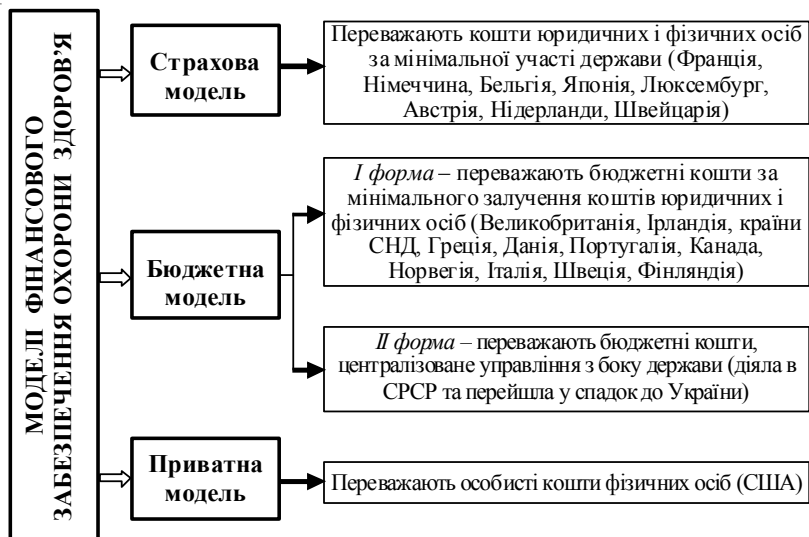 МОДЕЛІ ФІНАНСОВОГО
ЗАБЕЗПЕЧЕННЯ ОХОРОНИ ЗДОРОВ’Я
Страхова
модель
Переважають кошти юридичних і фізичних осіб
за мінімальної участі держави (Франція,
Німеччина, Бельгія, Японія, Люксембург,
Австрія, Нідерланди, Швейцарія)
Бюджетна
модель
I форма – переважають бюджетні кошти за
мінімального залучення коштів юридичних і
фізичних осіб (Великобританія, Ірландія, країни
СНД, Греція, Данія, Португалія, Канада,
Норвегія, Італія, Швеція, Фінляндія)
II форма – переважають бюджетні кошти,
централізоване управління з боку держави (діяла в
СРСР та перейшла у спадок до України)
Приватна
модель
Переважають особисті кошти фізичних осіб (США)